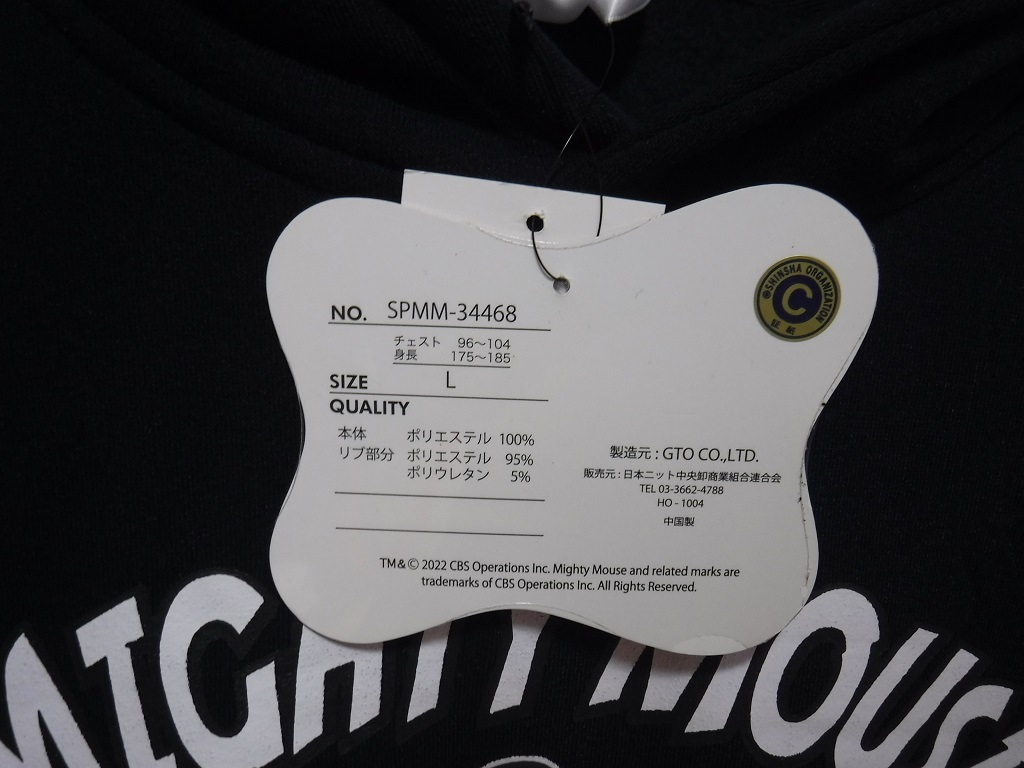 NO. SPMM-34468
チェスト 96～104
身長 175～185
SIZE L
QUALITY
本体 ポリエステル 100%
リブ部分 ポリエステル 95%
ポリウレタン 5%
SHINSHA ORGANIZATION
C
証紙
製造元 : GTO CO.,LTD.
販売元 : 日本ニット中央卸商業組合連合会
TEL 03-3662-4788
HO - 1004
中国製
TM & © 2022 CBS Operations Inc. Mighty Mouse and related marks are
trademarks of CBS Operations Inc. All Rights Reserved.
MIGHTY MOUSE